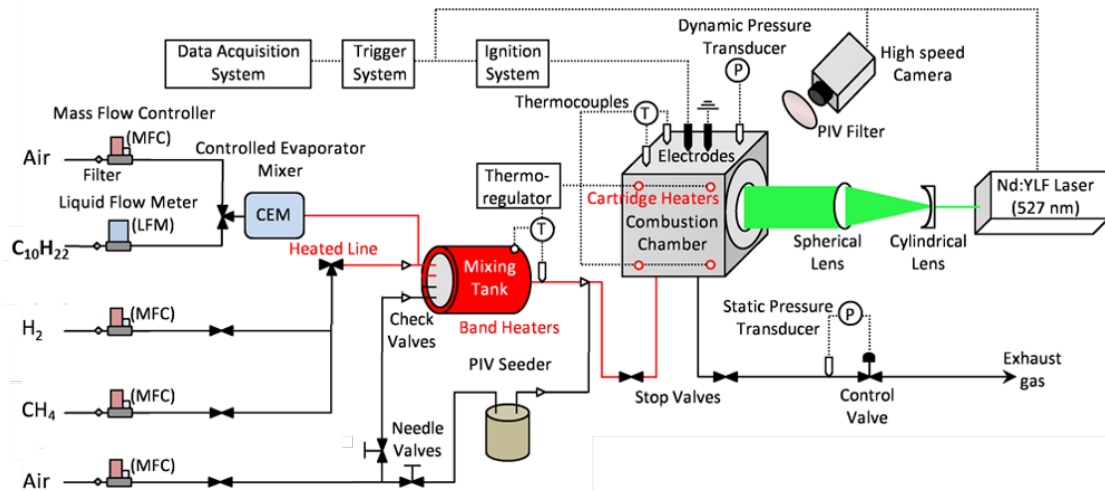 Data Acquisition
System
Trigger
System
Ignition
System
Dynamic Pressure
Transducer
P
High speed
Camera
PIV Filter
Thermocouples
T
Electrodes
Mass Flow Controller
(MFC)
Air
Filter
Controlled Evaporator
Mixer
CEM
Liquid Flow Meter
(LFM)
C₁₀H₂₂
Heated Line
Thermo-
regulator
T
Mixing
Tank
Band Heaters
Cartridge Heaters
Combustion
Chamber
Spherical
Lens
Cylindrical
Lens
Nd:YLF Laser
(527 nm)
H₂
(MFC)
Check
Valves
PIV Seeder
CH₄
(MFC)
Needle
Valves
Air
(MFC)
Stop Valves
Static Pressure
Transducer
P
Control
Valve
Exhaust
gas